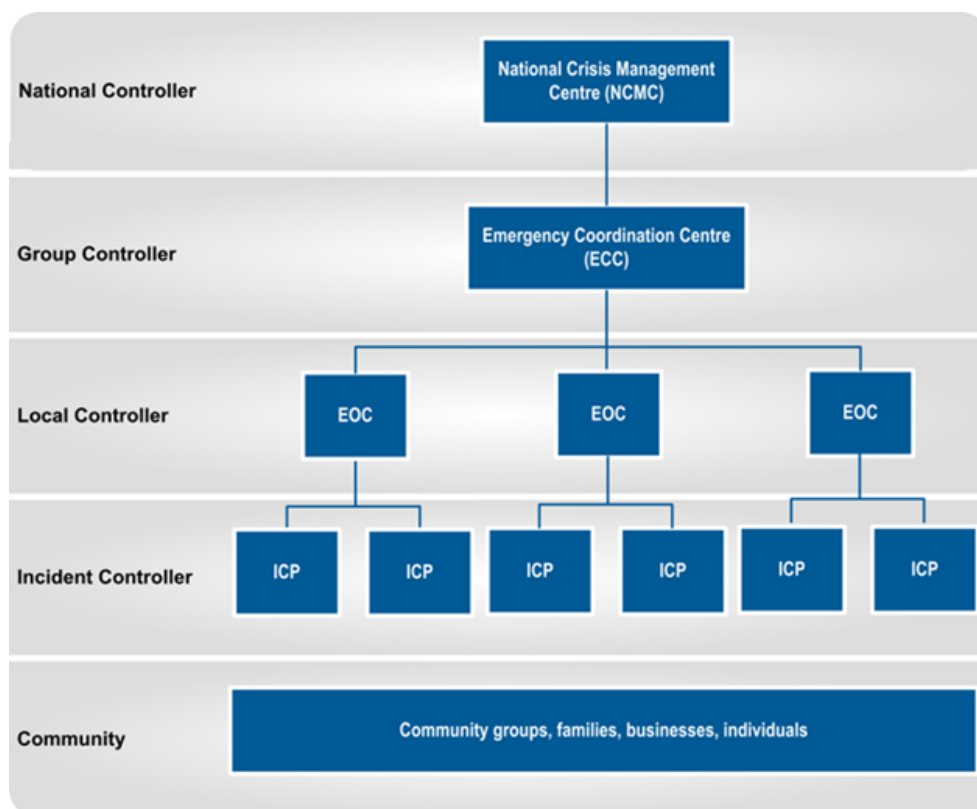 National Controller
National Crisis Management
Centre (NCMC)
Group Controller
Emergency Coordination Centre
(ECC)
Local Controller
EOC
EOC
EOC
Incident Controller
ICP
ICP
ICP
ICP
ICP
ICP
Community
Community groups, families, businesses, individuals